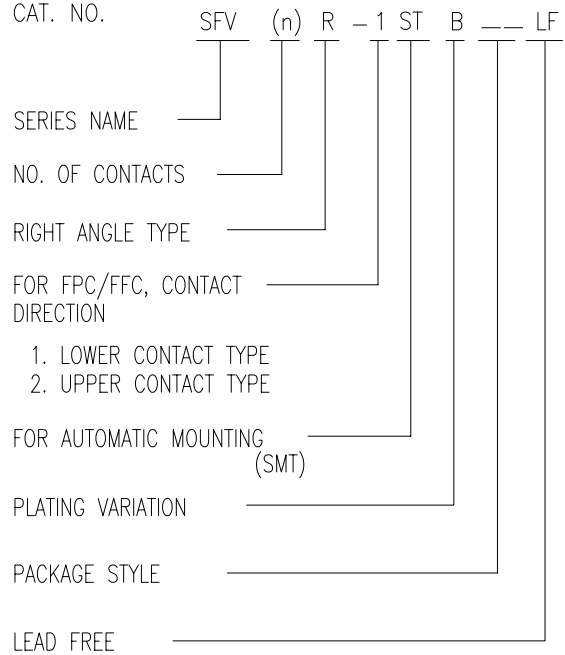 CAT. NO. SFV (n) R – 1 ST B __ LF
SERIES NAME
NO. OF CONTACTS
RIGHT ANGLE TYPE
FOR FPC/FFC, CONTACT
DIRECTION
1. LOWER CONTACT TYPE
2. UPPER CONTACT TYPE
FOR AUTOMATIC MOUNTING
(SMT)
PLATING VARIATION
PACKAGE STYLE
LEAD FREE